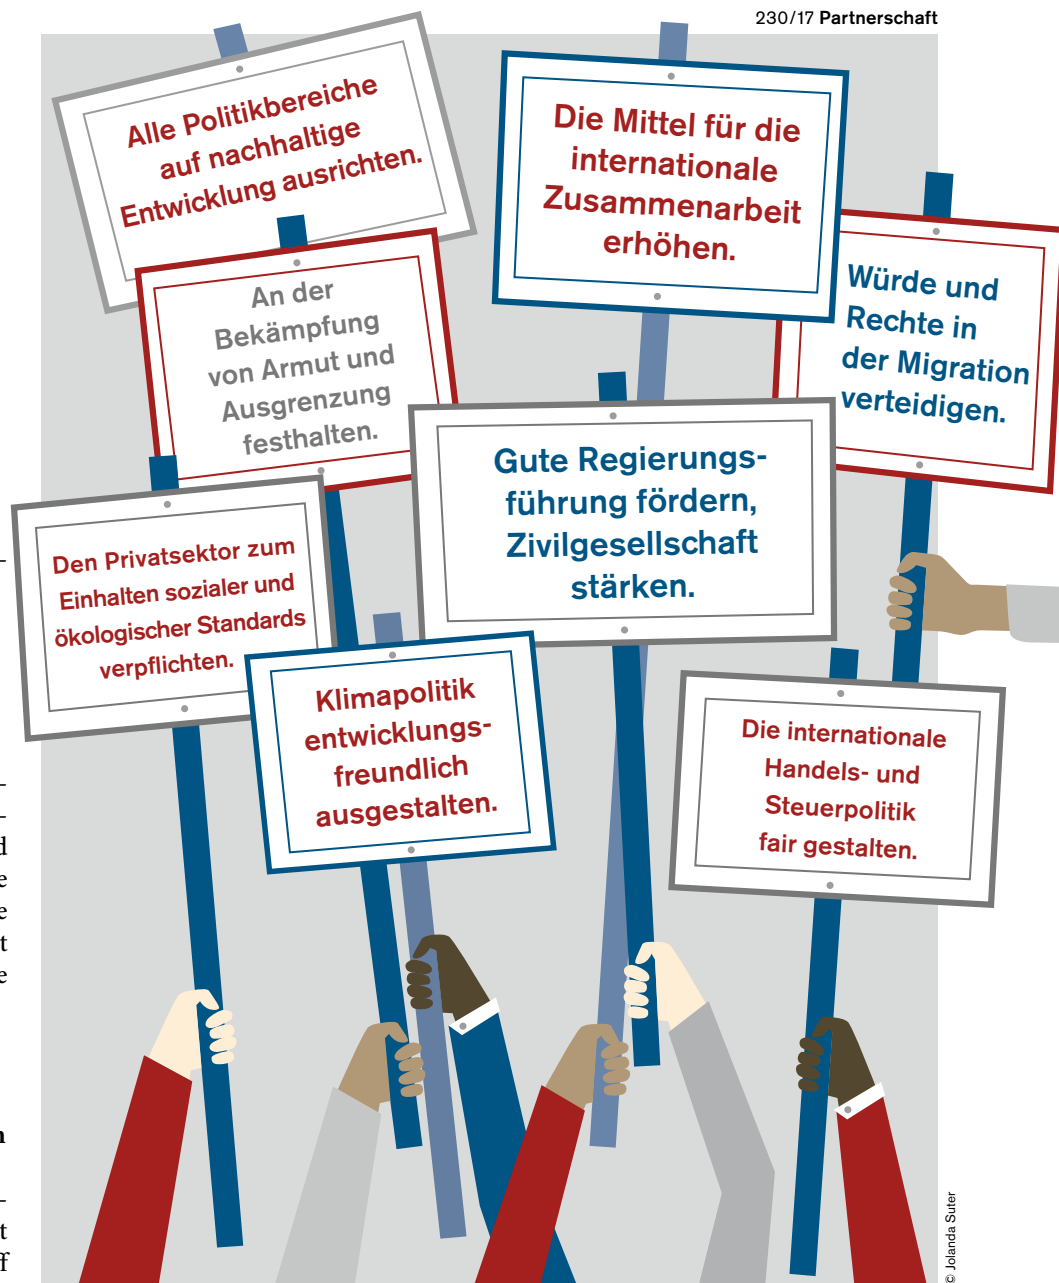 230/17 Partnerschaft
Alle Politikbereiche
auf nachhaltige
Entwicklung ausrichten.
Die Mittel für die
internationale
Zusammenarbeit
erhöhen.
An der
Bekämpfung
von Armut und
Ausgrenzung
festhalten.
Würde und
Rechte in
der Migration
verteidigen.
Gute Regierungs-
führung fördern,
Zivilgesellschaft
stärken.
Den Privatsektor zum
Einhalten sozialer und
ökologischer Standards
verpflichten.
Klimapolitik
entwicklungs-
freundlich
ausgestalten.
Die internationale
Handels- und
Steuerpolitik
fair gestalten.
© Jolanda Suter